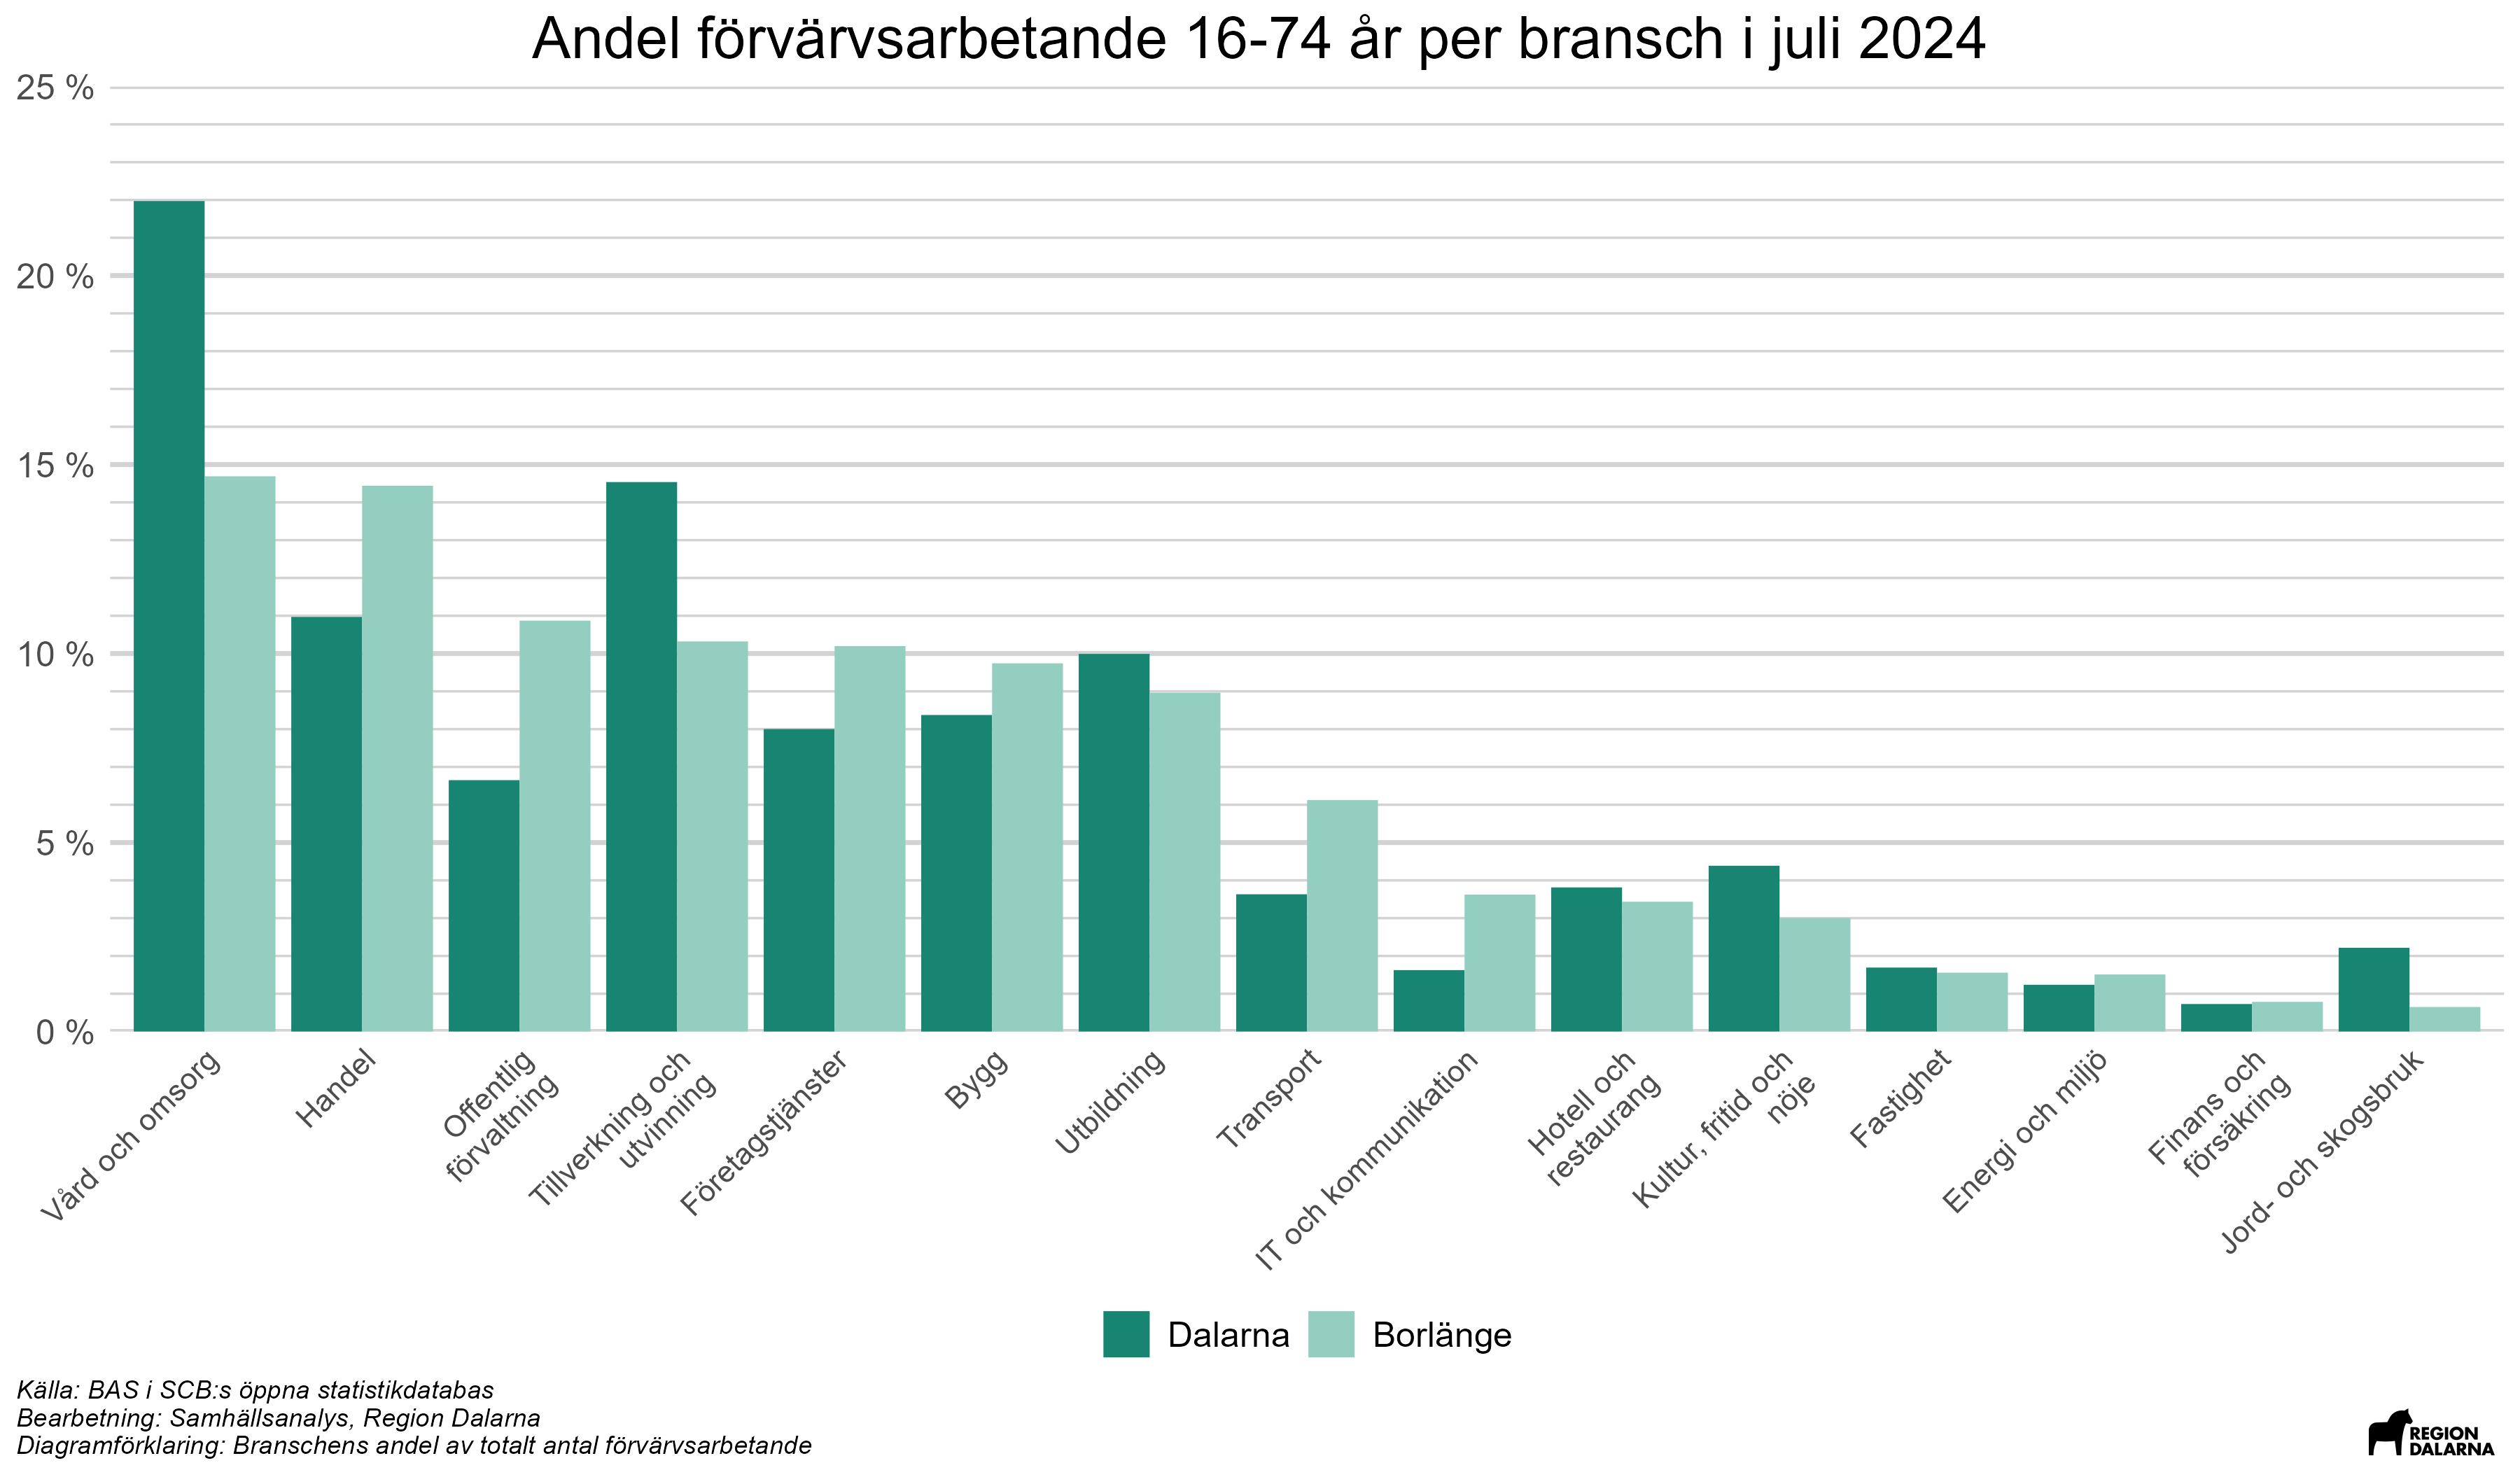 Andel förvärvsarbetande 16-74 år per bransch i juli 2024
25 %
20 %
15 %
10 %
5 %
0 %
Vård och omsorg
Handel
Offentlig
förvaltning
Tillverkning och
utvinning
Företagstjänster
Bygg
Utbildning
Transport
IT och kommunikation
Hotell och
restaurang
Kultur, fritid och
nöje
Fastighet
Energi och miljö
Finans och
försäkring
Jord- och skogsbruk
Dalarna
Borlänge
Källa: BAS i SCB:s öppna statistikdatabas
Bearbetning: Samhällsanalys, Region Dalarna
Diagramförklaring: Branschens andel av totalt antal förvärvsarbetande
REGION
DALARNA